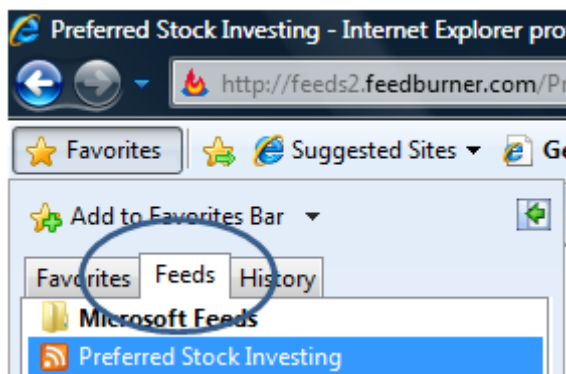 Preferred Stock Investing - Internet Explorer pro
http://feeds2.feedburner.com/P
Favorites Suggested Sites G
Add to Favorites Bar
Favorites Feeds History
Microsoft Feeds
Preferred Stock Investing